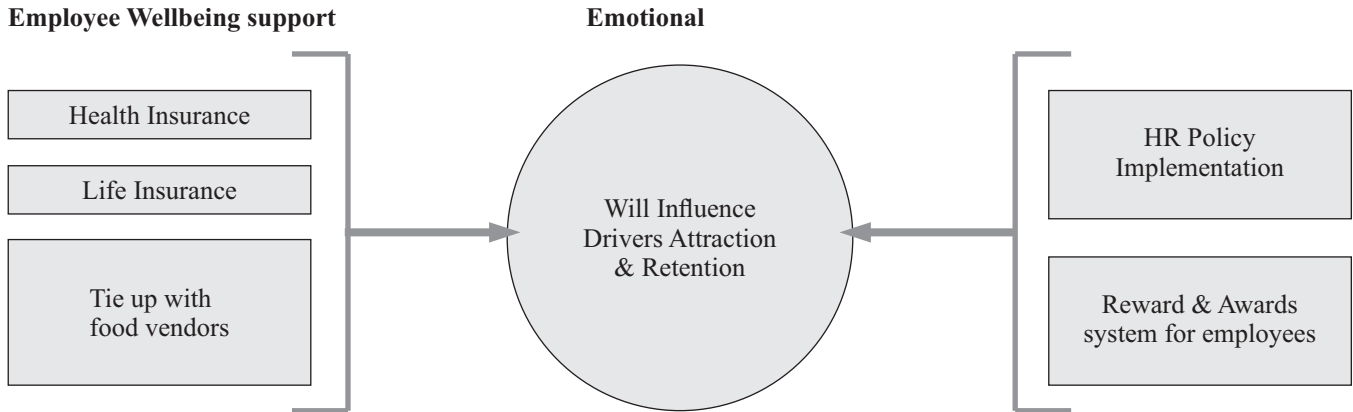 Employee Wellbeing support
Emotional
Health Insurance
Life Insurance
Tie up with
food vendors
Will Influence
Drivers Attraction
& Retention
HR Policy
Implementation
Reward & Awards
system for employees